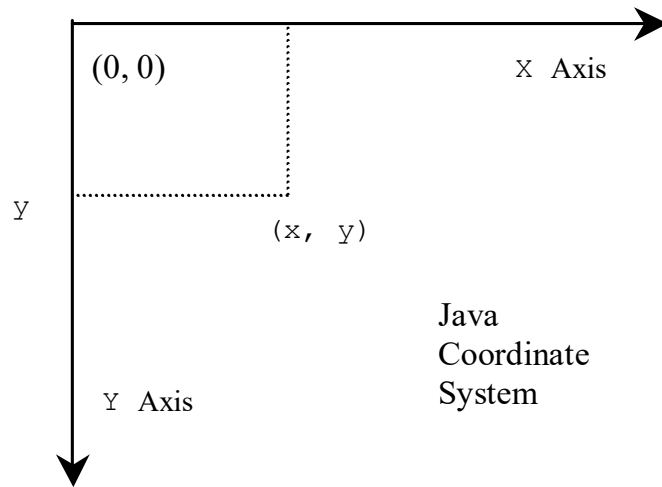 (0, 0)
X Axis
y
(x, y)
Java
Coordinate
System
Y Axis